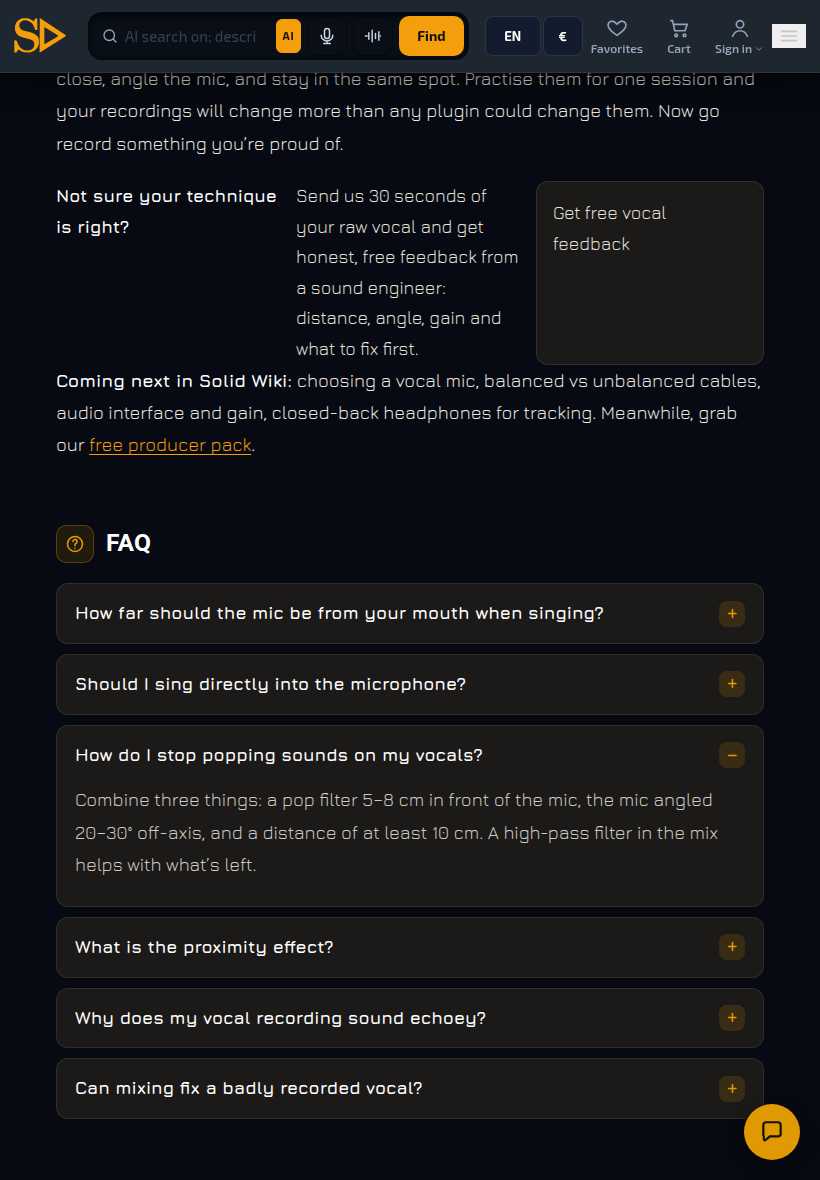 SD
AI search on: descri
AI
Find
EN
€
Favorites
Cart
Sign in
close, angle the mic, and stay in the same spot. Practise them for one session and
your recordings will change more than any plugin could change them. Now go
record something you're proud of.
Not sure your technique
is right?
Send us 30 seconds of
your raw vocal and get
honest, free feedback from
a sound engineer:
distance, angle, gain and
what to fix first.
Get free vocal
feedback
Coming next in Solid Wiki: choosing a vocal mic, balanced vs unbalanced cables,
audio interface and gain, closed-back headphones for tracking. Meanwhile, grab
our free producer pack.
FAQ
How far should the mic be from your mouth when singing?
+
Should I sing directly into the microphone?
+
How do I stop popping sounds on my vocals?
−
Combine three things: a pop filter 5–8 cm in front of the mic, the mic angled
20–30° off-axis, and a distance of at least 10 cm. A high-pass filter in the mix
helps with what's left.
What is the proximity effect?
+
Why does my vocal recording sound echoey?
+
Can mixing fix a badly recorded vocal?
+